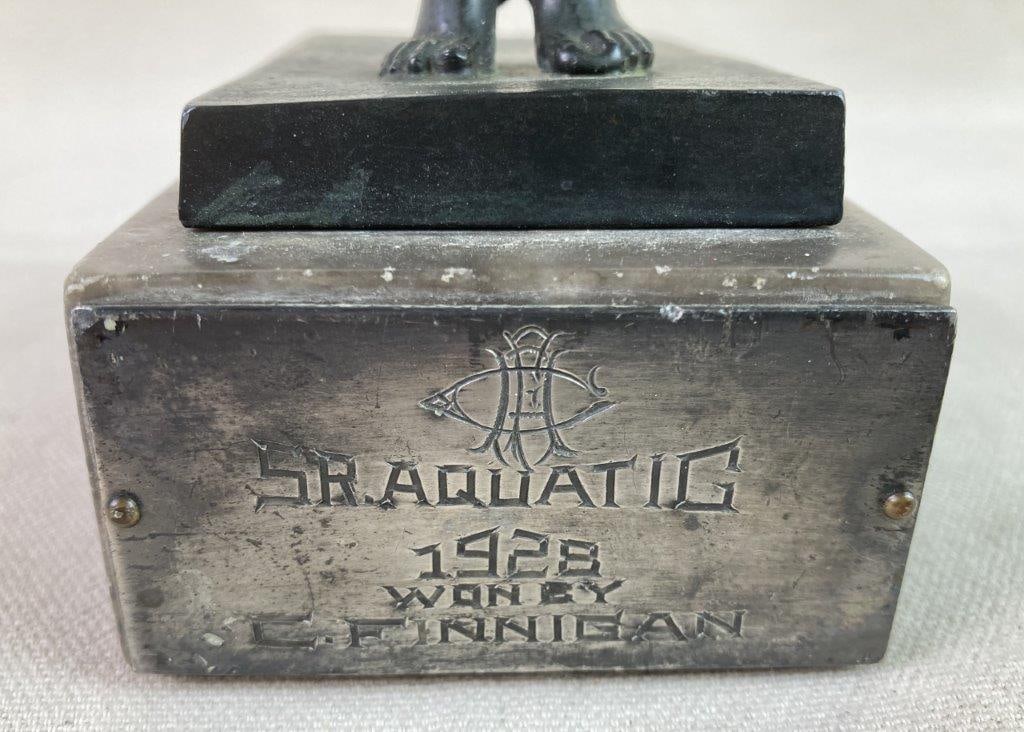 SR. AQUATIC
1928
WON BY
C. FINNIGAN